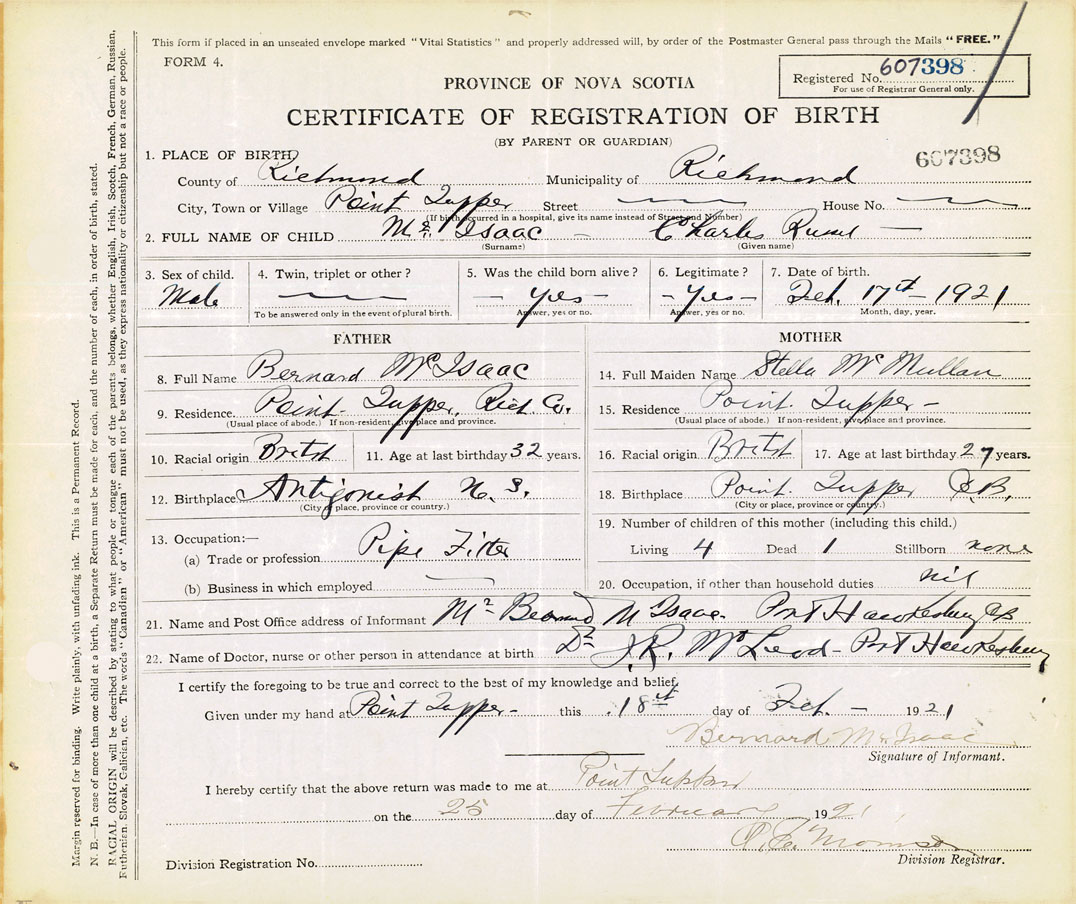 This form if placed in an unsealed envelope marked "Vital Statistics" and properly addressed will, by order of the Postmaster General pass through the Mails "FREE."
FORM 4.
Registered No. 607398
For use of Registrar General only.
PROVINCE OF NOVA SCOTIA
CERTIFICATE OF REGISTRATION OF BIRTH
(BY PARENT OR GUARDIAN)
607398
1. PLACE OF BIRTH
County of Richmond Municipality of Richmond
City, Town or Village Point Tupper Street House No.
(If birth occurred in a hospital, give its name instead of Street and Number)
2. FULL NAME OF CHILD Mc Isaac Charles
(Surname) (Given name)
3. Sex of child. 4. Twin, triplet or other? 5. Was the child born alive? 6. Legitimate? 7. Date of birth.
Male — Yes — — Yes — Feb. 17th – 1921
To be answered only in the event of plural birth. Answer, yes or no. Answer, yes or no. Month, day, year.
FATHER
8. Full Name Bernard McIsaac
9. Residence. Point Tupper, Rich. Co.
(Usual place of abode.) If non-resident, give place and province.
10. Racial origin 11. Age at last birthday 32 years.
12. Birthplace Antigonish N. S.
(City or place, province or country.)
13. Occupation:—
(a) Trade or profession Pipe Fitter
(b) Business in which employed
MOTHER
14. Full Maiden Name Stella McMullan
15. Residence Point Tupper –
(Usual place of abode.) If non-resident, give place and province.
16. Racial origin 17. Age at last birthday 27 years.
18. Birthplace Point Tupper C.B.
(City or place, province or country.)
19. Number of children of this mother (including this child.)
Living 4 Dead 1 Stillborn none
20. Occupation, if other than household duties nil
21. Name and Post Office address of Informant Mr Bernard McIsaac. Port Hawkesbury CB
22. Name of Doctor, nurse or other person in attendance at birth Dr J. R. McLeod – Port Hawkesbury
I certify the foregoing to be true and correct to the best of my knowledge and belief.
Given under my hand at Point Tupper – this 18th day of Feb. – 1921
Bernard McIsaac
Signature of Informant.
I hereby certify that the above return was made to me at Point Tupper
on the 25 day of February 1921
Division Registrar.
Division Registration No.
Margin reserved for binding. Write plainly, with unfading ink. This is a Permanent Record.
N. B.—In case of more than one child at a birth, a Separate Return must be made for each, and the number of each, in order of birth, stated.
RACIAL ORIGIN will be described by stating to what people or tongue each of the parents belongs, whether English, Irish, Scotch, French, German, Russian,
Ruthenian, Slovak, Galician, etc. The words "Canadian" or "American" must not be used, as they express nationality or citizenship but not a race or people.